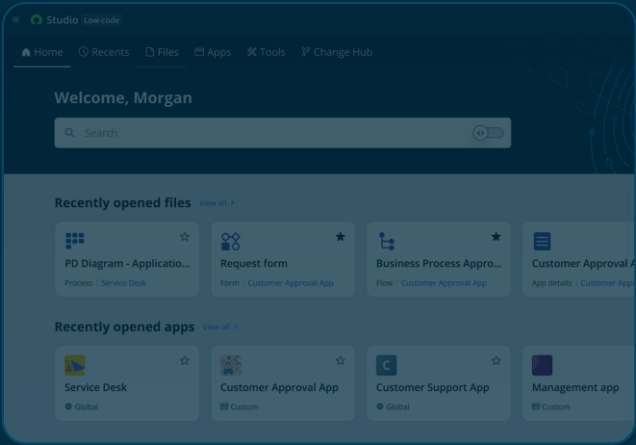 Studio Low-code
Home Recents Files Apps Tools Change Hub
Welcome, Morgan
Search
Recently opened files View all >
PD Diagram - Applicatio... Request form Business Process Appro... Customer Approval A
Process | Service Desk Form | Customer Approval App Flow | Customer Approval App App details | Customer Appr
Recently opened apps View all >
C
Service Desk Customer Approval App Customer Support App Management app
Global Custom Global Custom